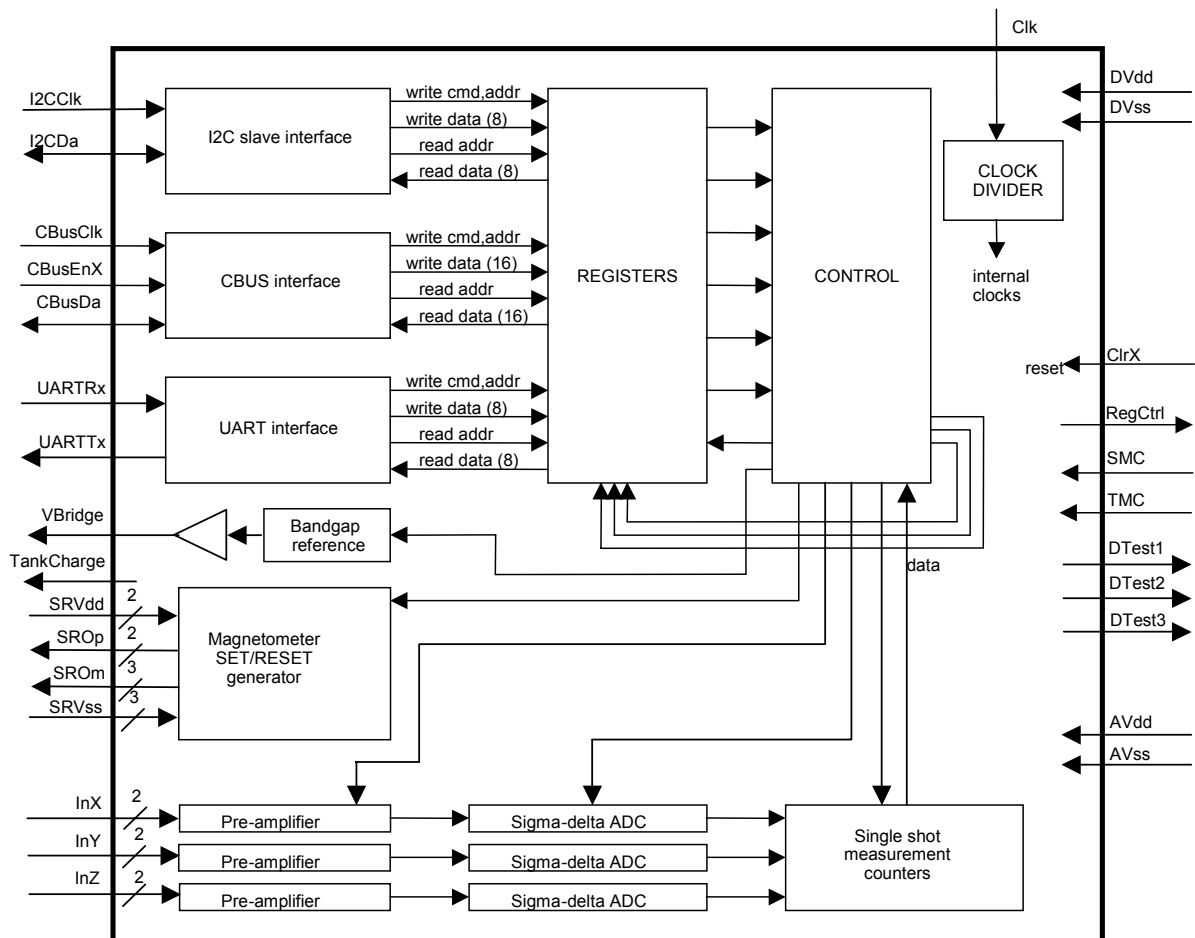 Clk
I2CClk
I2CDa
I2C slave interface
write cmd,addr
write data (8)
read addr
read data (8)
CBusClk
CBusEnX
CBusDa
CBUS interface
write cmd,addr
write data (16)
read addr
read data (16)
UARTRx
UARTTx
UART interface
write cmd,addr
write data (8)
read addr
read data (8)
REGISTERS
CONTROL
CLOCK
DIVIDER
internal
clocks
DVdd
DVss
reset
ClrX
RegCtrl
SMC
TMC
DTest1
DTest2
DTest3
AVdd
AVss
VBridge
TankCharge
Bandgap
reference
data
SRVdd
2
SROp
2
SROm
3
SRVss
3
Magnetometer
SET/RESET
generator
InX
2
Pre-amplifier
Sigma-delta ADC
InY
2
Pre-amplifier
Sigma-delta ADC
InZ
2
Pre-amplifier
Sigma-delta ADC
Single shot
measurement
counters